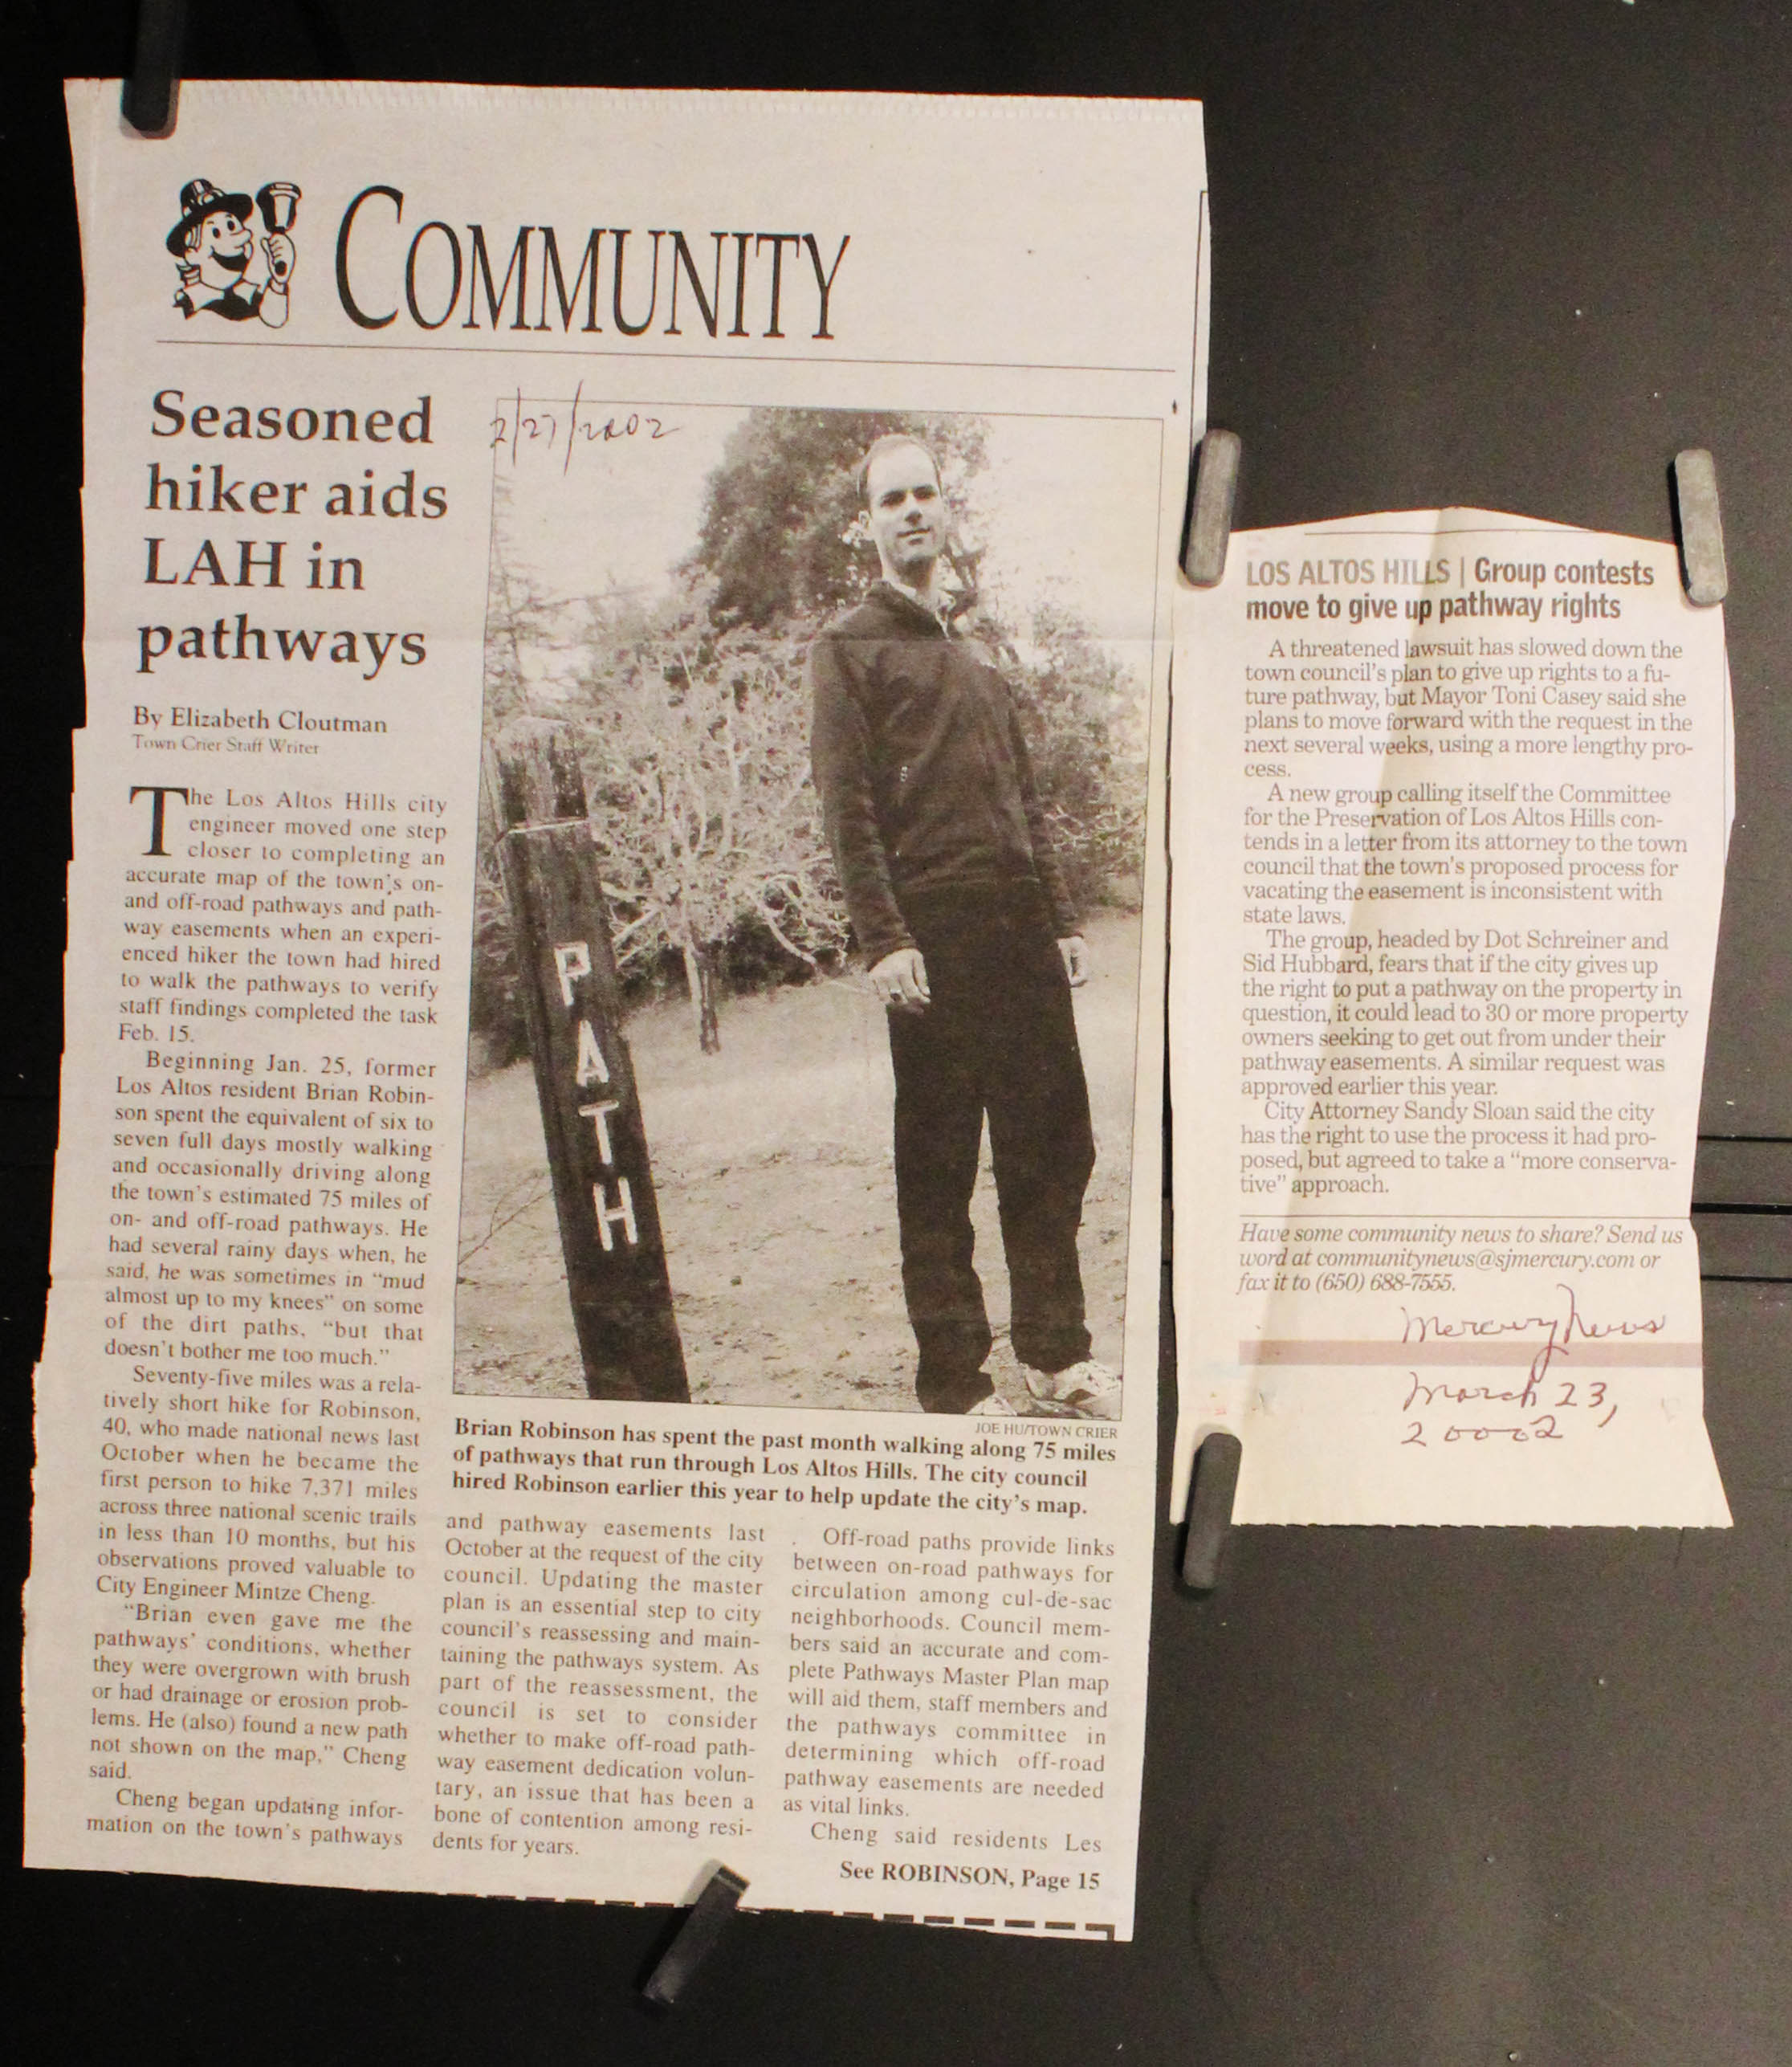 COMMUNITY
Seasoned
hiker aids
LAH in
pathways
By Elizabeth Cloutman
Town Crier Staff Writer
The Los Altos Hills city
engineer moved one step
closer to completing an
accurate map of the town's on-
and off-road pathways and path-
way easements when an experi-
enced hiker the town had hired
to walk the pathways to verify
staff findings completed the task
Feb. 15.
Beginning Jan. 25, former
Los Altos resident Brian Robin-
son spent the equivalent of six to
seven full days mostly walking
and occasionally driving along
the town's estimated 75 miles of
on- and off-road pathways. He
had several rainy days when, he
said, he was sometimes in "mud
almost up to my knees" on some
of the dirt paths, "but that
doesn't bother me too much."
Seventy-five miles was a rela-
tively short hike for Robinson,
40, who made national news last
October when he became the
first person to hike 7,371 miles
across three national scenic trails
in less than 10 months, but his
observations proved valuable to
City Engineer Mintze Cheng.
"Brian even gave me the
pathways' conditions, whether
they were overgrown with brush
or had drainage or erosion prob-
lems. He (also) found a new path
not shown on the map," Cheng
said.
Cheng began updating infor-
mation on the town's pathways
2/27/2002
PATH
JOE HU/TOWN CRIER
Brian Robinson has spent the past month walking along 75 miles
of pathways that run through Los Altos Hills. The city council
hired Robinson earlier this year to help update the city's map.
and pathway easements last
October at the request of the city
council. Updating the master
plan is an essential step to city
council's reassessing and main-
taining the pathways system. As
part of the reassessment, the
council is set to consider
whether to make off-road path-
way easement dedication volun-
tary, an issue that has been a
bone of contention among resi-
dents for years.
Off-road paths provide links
between on-road pathways for
circulation among cul-de-sac
neighborhoods. Council mem-
bers said an accurate and com-
plete Pathways Master Plan map
will aid them, staff members and
the pathways committee in
determining which off-road
pathway easements are needed
as vital links.
Cheng said residents Les
See ROBINSON, Page 15
LOS ALTOS HILLS | Group contests
move to give up pathway rights
A threatened lawsuit has slowed down the
town council's plan to give up rights to a fu-
ture pathway, but Mayor Toni Casey said she
plans to move forward with the request in the
next several weeks, using a more lengthy pro-
cess.
A new group calling itself the Committee
for the Preservation of Los Altos Hills con-
tends in a letter from its attorney to the town
council that the town's proposed process for
vacating the easement is inconsistent with
state laws.
The group, headed by Dot Schreiner and
Sid Hubbard, fears that if the city gives up
the right to put a pathway on the property in
question, it could lead to 30 or more property
owners seeking to get out from under their
pathway easements. A similar request was
approved earlier this year.
City Attorney Sandy Sloan said the city
has the right to use the process it had pro-
posed, but agreed to take a "more conserva-
tive" approach.
Have some community news to share? Send us
word at communitynews@sjmercury.com or
fax it to (650) 688-7555.
Mercury News
March 23,
20002